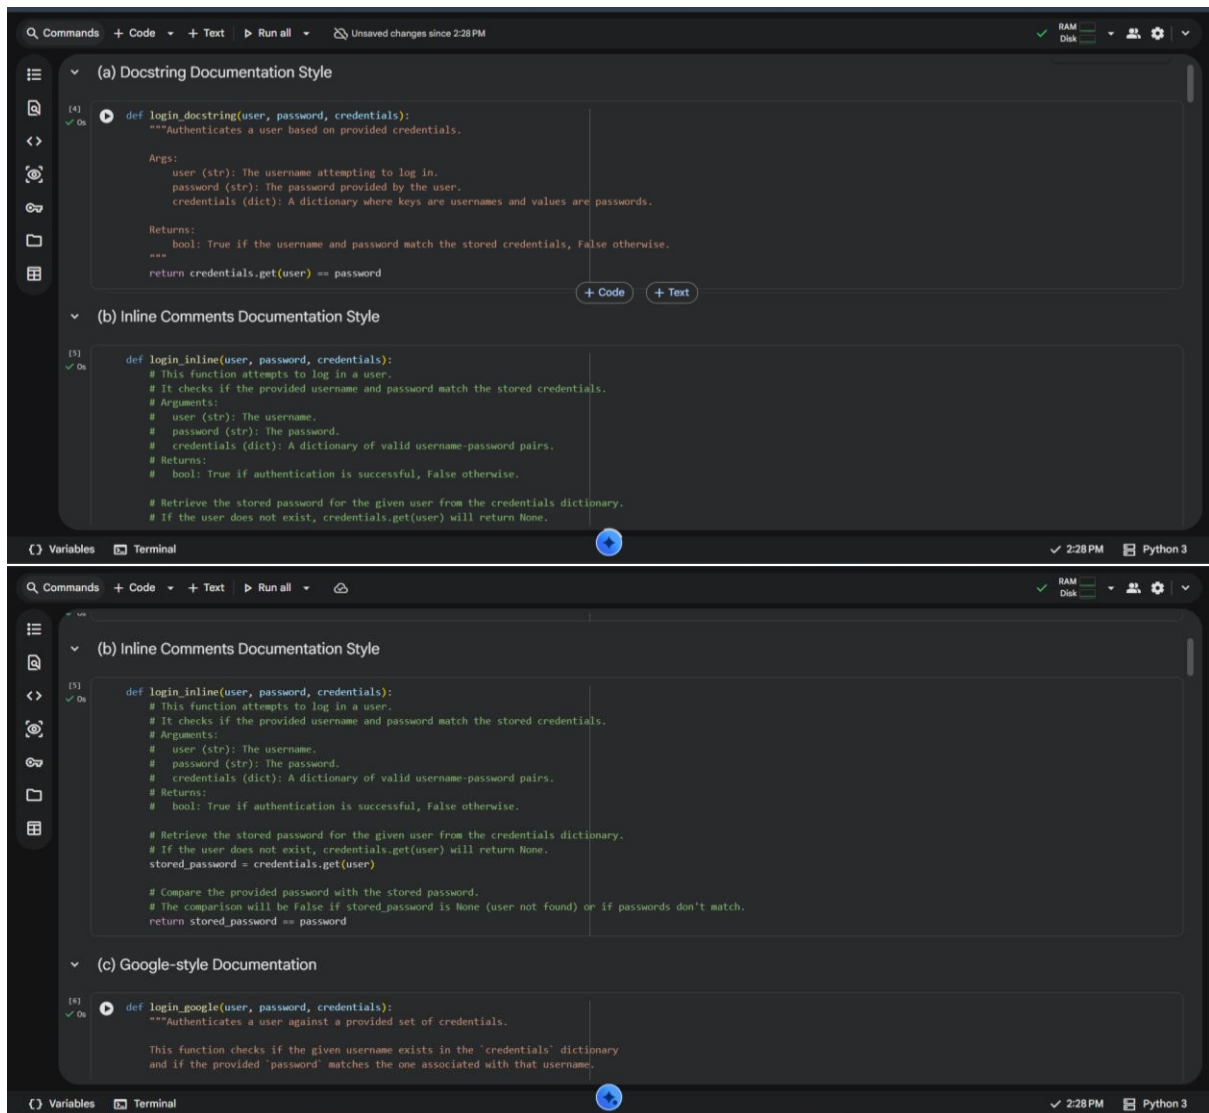 Commands + Code + Text Run all Unsaved changes since 2:28 PM RAM
Disk
(a) Docstring Documentation Style
[4]
0s
def login_docstring(user, password, credentials):
"""Authenticates a user based on provided credentials.
Args:
user (str): The username attempting to log in.
password (str): The password provided by the user.
credentials (dict): A dictionary where keys are usernames and values are passwords.
Returns:
bool: True if the username and password match the stored credentials, False otherwise.
"""
return credentials.get(user) == password
+ Code + Text
(b) Inline Comments Documentation Style
[5]
0s
def login_inline(user, password, credentials):
# This function attempts to log in a user.
# It checks if the provided username and password match the stored credentials.
# Arguments:
# user (str): The username.
# password (str): The password.
# credentials (dict): A dictionary of valid username-password pairs.
# Returns:
# bool: True if authentication is successful, False otherwise.
# Retrieve the stored password for the given user from the credentials dictionary.
# If the user does not exist, credentials.get(user) will return None.
{} Variables Terminal 2:28 PM Python 3
Commands + Code + Text Run all RAM
Disk
(b) Inline Comments Documentation Style
[5]
0s
def login_inline(user, password, credentials):
# This function attempts to log in a user.
# It checks if the provided username and password match the stored credentials.
# Arguments:
# user (str): The username.
# password (str): The password.
# credentials (dict): A dictionary of valid username-password pairs.
# Returns:
# bool: True if authentication is successful, False otherwise.
# Retrieve the stored password for the given user from the credentials dictionary.
# If the user does not exist, credentials.get(user) will return None.
stored_password = credentials.get(user)
# Compare the provided password with the stored password.
# The comparison will be False if stored_password is None (user not found) or if passwords don't match.
return stored_password == password
(c) Google-style Documentation
[6]
0s
def login_google(user, password, credentials):
"""Authenticates a user against a provided set of credentials.
This function checks if the given username exists in the `credentials` dictionary
and if the provided `password` matches the one associated with that username.
{} Variables Terminal 2:28 PM Python 3